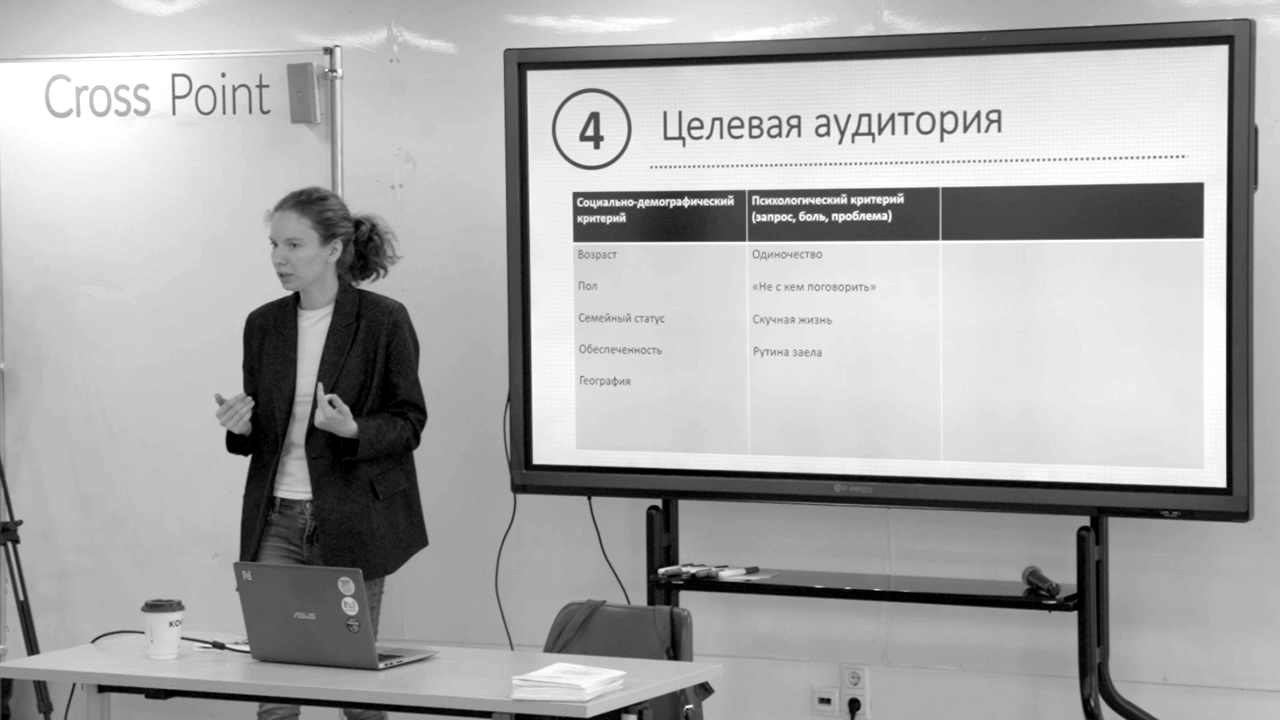 Cross Point
4
Целевая аудитория
Социально-демографический
критерий
Психологический критерий
(запрос, боль, проблема)
Возраст
Одиночество
Пол
«Не с кем поговорить»
Семейный статус
Скучная жизнь
Обеспеченность
Рутина заела
География
ASUS